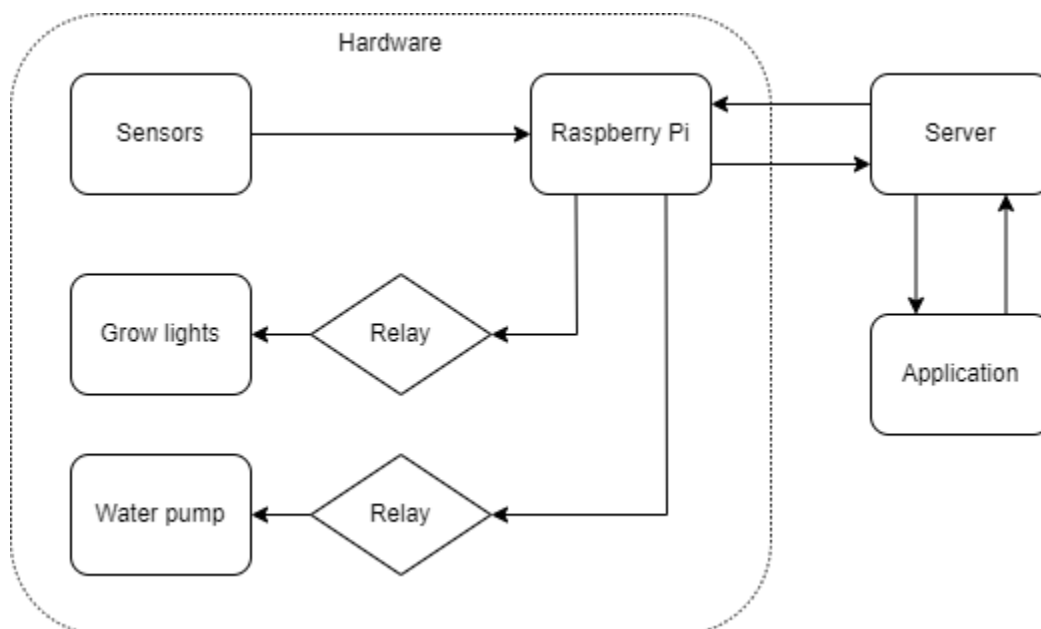 Hardware
Sensors
Raspberry Pi
Server
Grow lights
Relay
Application
Water pump
Relay